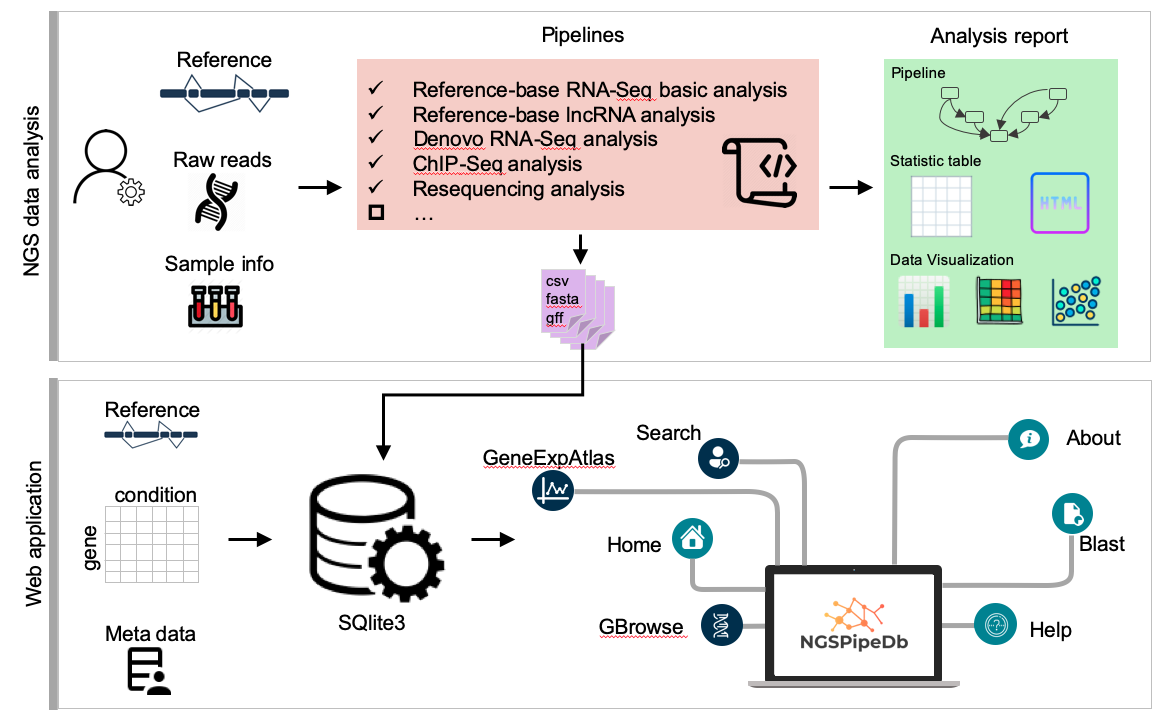 NGS data analysis
Reference
Raw reads
Sample info
Pipelines
Reference-base RNA-Seq basic analysis
Reference-base lncRNA analysis
Denovo RNA-Seq analysis
ChIP-Seq analysis
Resequencing analysis
...
</>
csv
fasta
gff
Analysis report
Pipeline
Statistic table
HTML
Data Visualization
Web application
Reference
condition
gene
Meta data
SQlite3
GeneExpAtlas
Search
Home
GBrowse
NGSPipeDb
About
Blast
Help